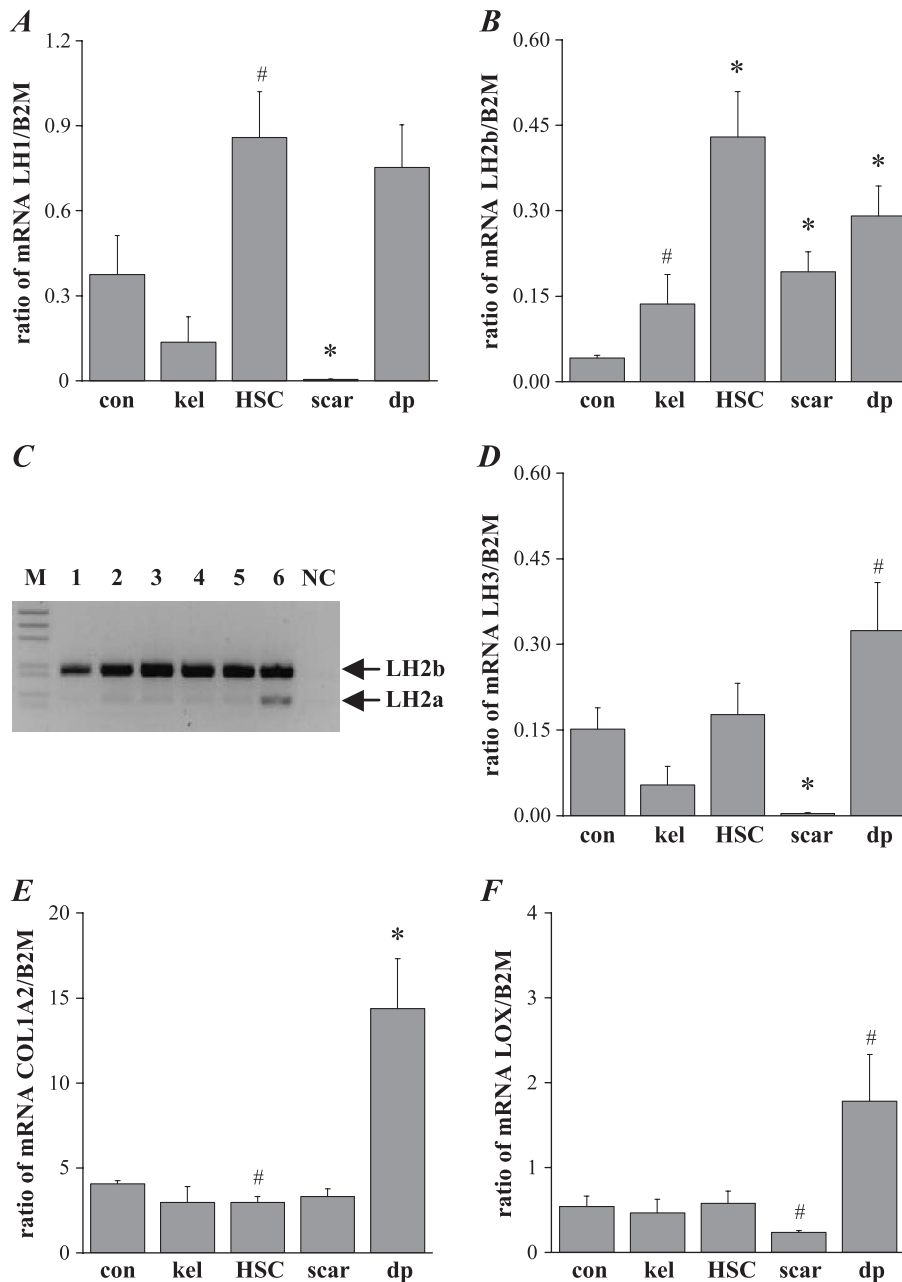 A
ratio of mRNA LH1/B2M
1.2
0.9
0.6
0.3
0
#
*
con kel HSC scar dp
B
ratio of mRNA LH2b/B2M
0.60
0.45
0.30
0.15
0.00
#
*
*
*
con kel HSC scar dp
C
M 1 2 3 4 5 6 NC
LH2b
LH2a
D
ratio of mRNA LH3/B2M
0.60
0.45
0.30
0.15
0.00
*
#
con kel HSC scar dp
E
ratio of mRNA COL1A2/B2M
20
15
10
5
0
#
*
con kel HSC scar dp
F
ratio of mRNA LOX/B2M
4
3
2
1
0
#
#
con kel HSC scar dp